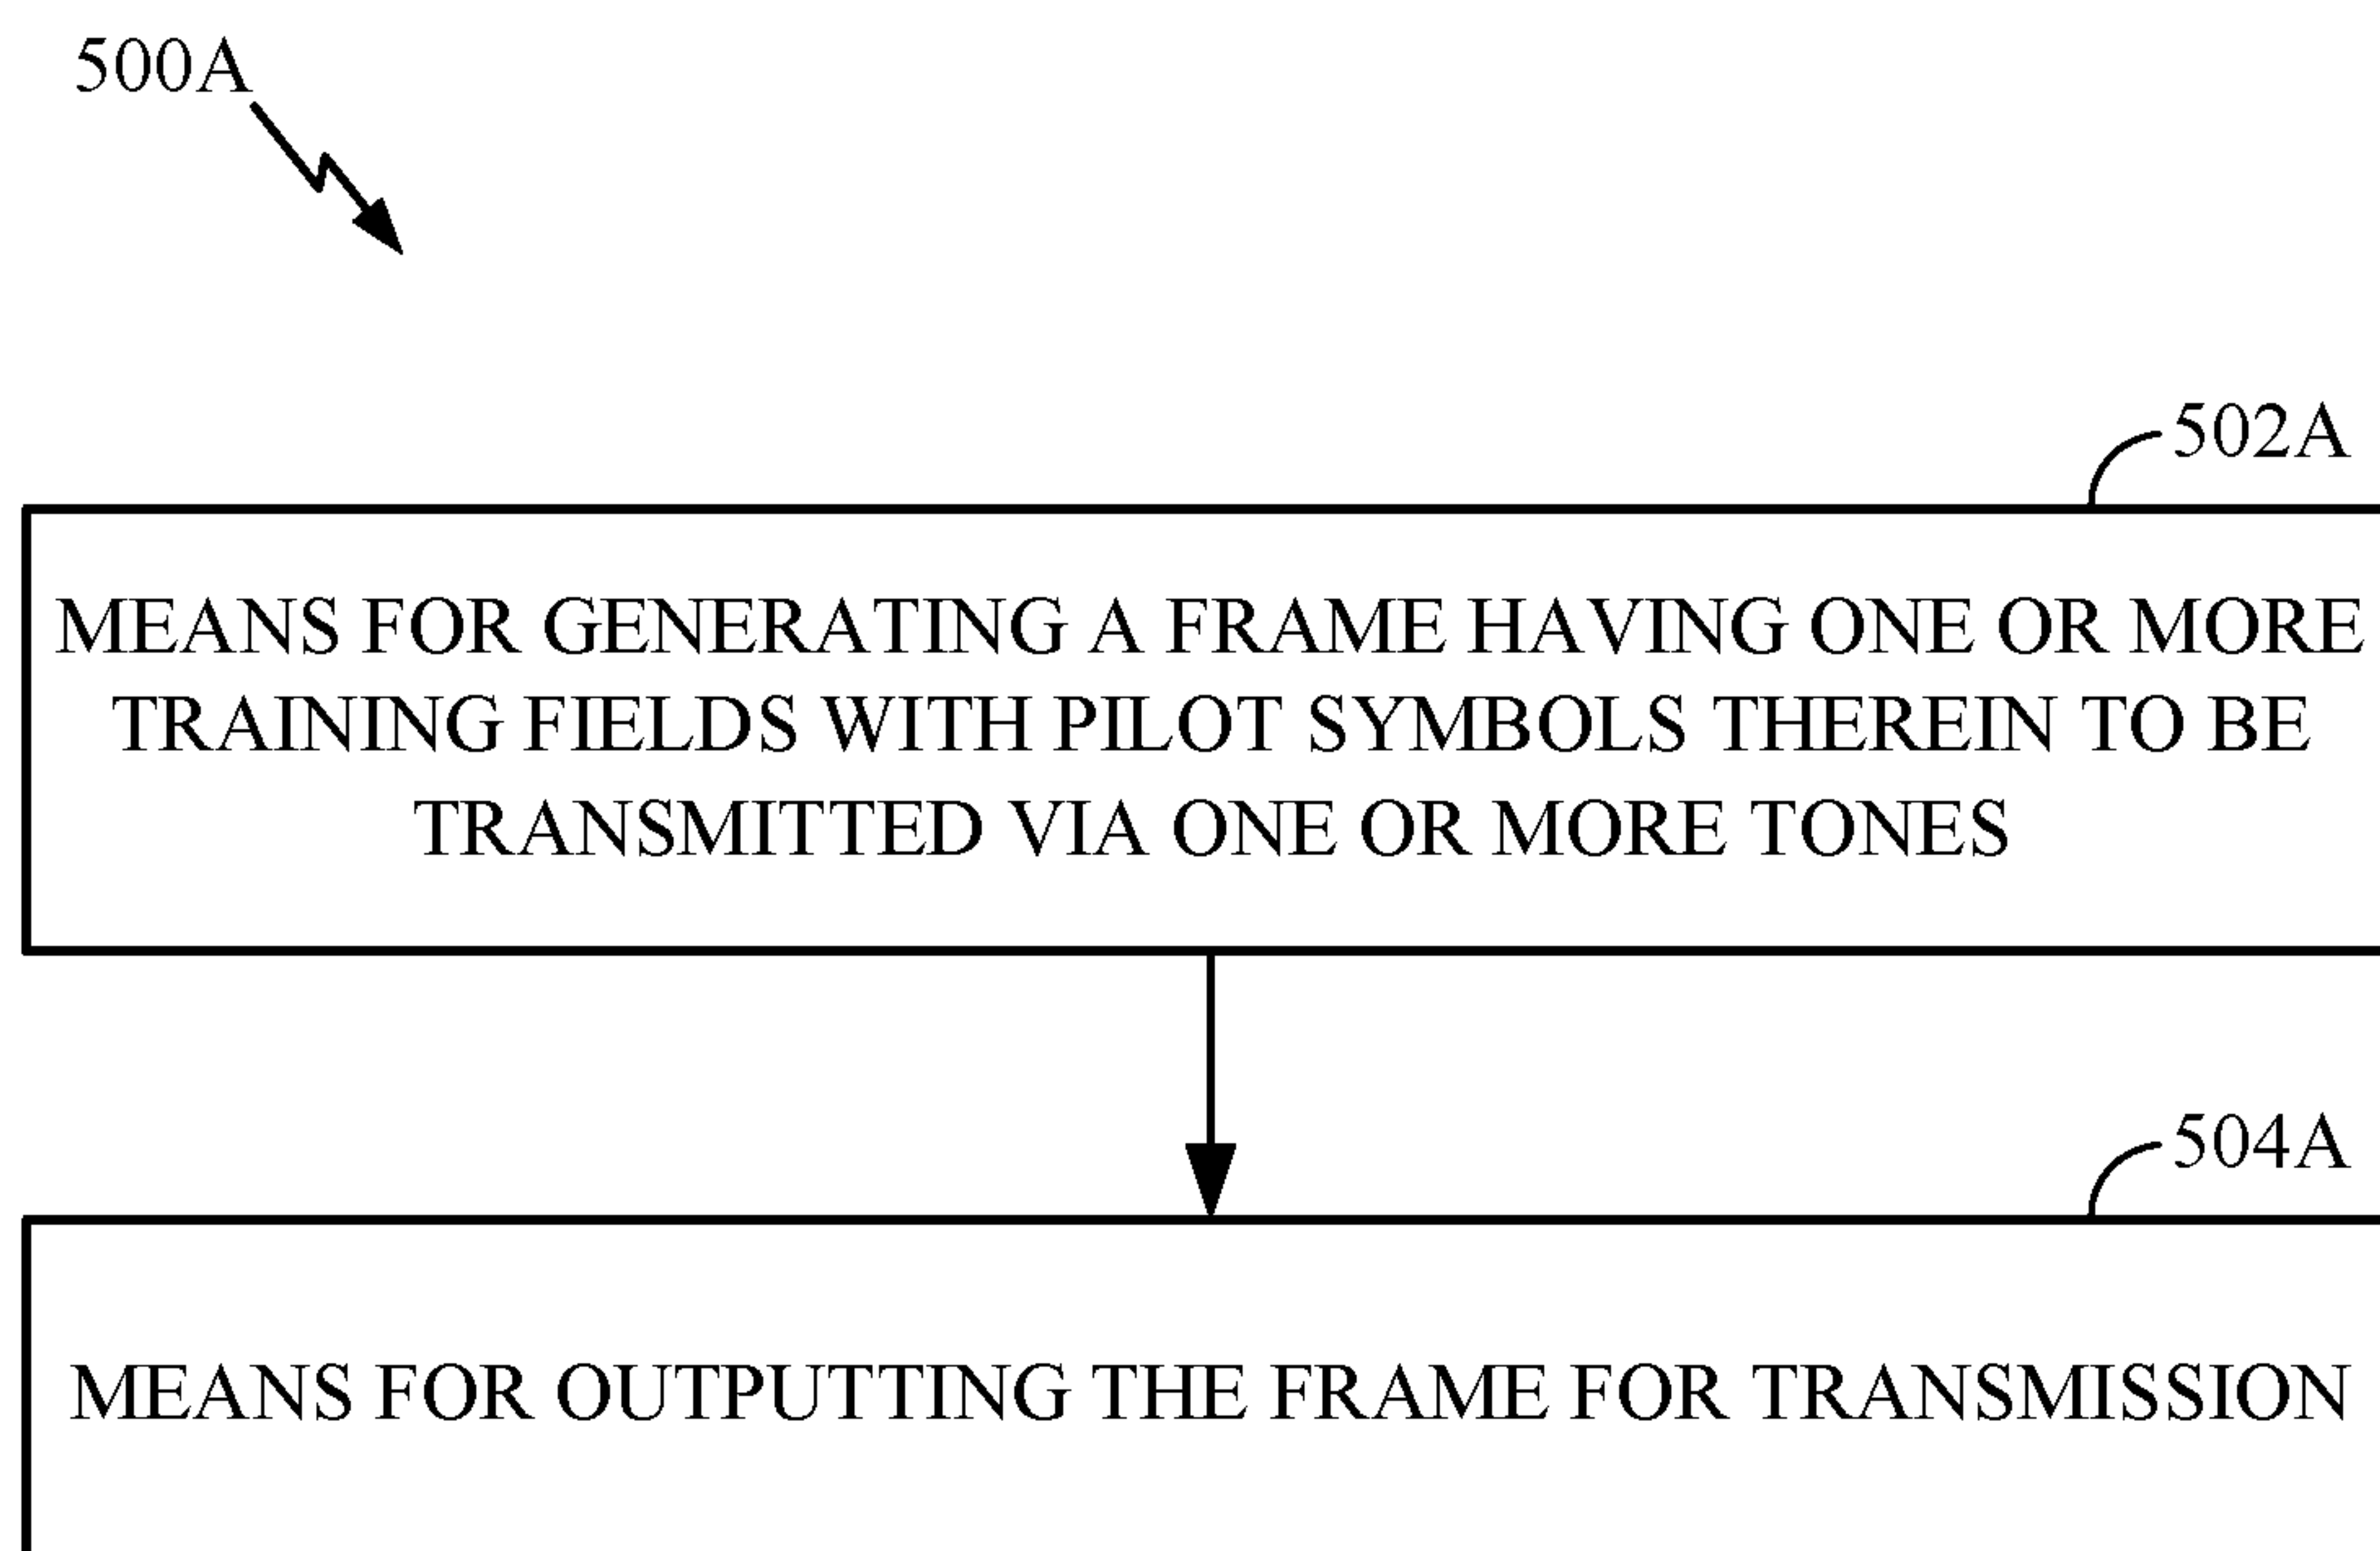 500A
502A
MEANS FOR GENERATING A FRAME HAVING ONE OR MORE
TRAINING FIELDS WITH PILOT SYMBOLS THEREIN TO BE
TRANSMITTED VIA ONE OR MORE TONES
504A
MEANS FOR OUTPUTTING THE FRAME FOR TRANSMISSION